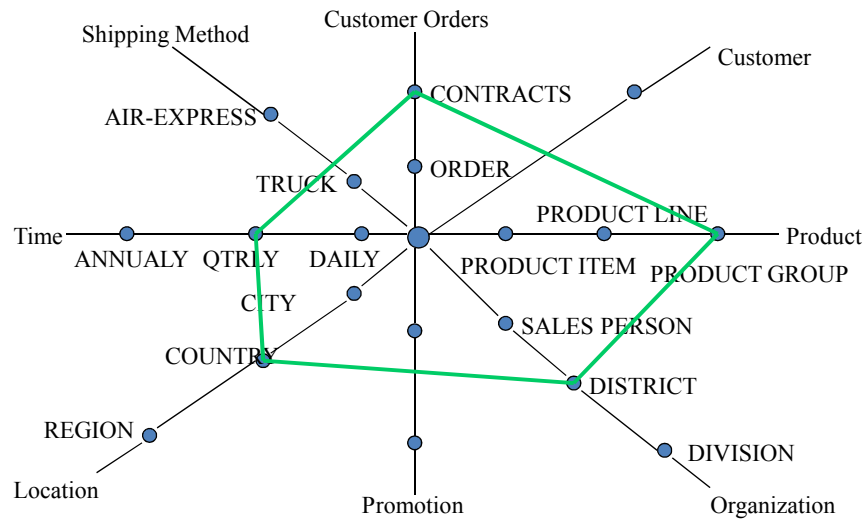 Customer Orders
Shipping Method
Customer
CONTRACTS
AIR-EXPRESS
ORDER
TRUCK
PRODUCT LINE
Time
Product
ANNUALY
QTRLY
DAILY
PRODUCT ITEM
PRODUCT GROUP
CITY
SALES PERSON
COUNTRY
DISTRICT
REGION
DIVISION
Location
Promotion
Organization